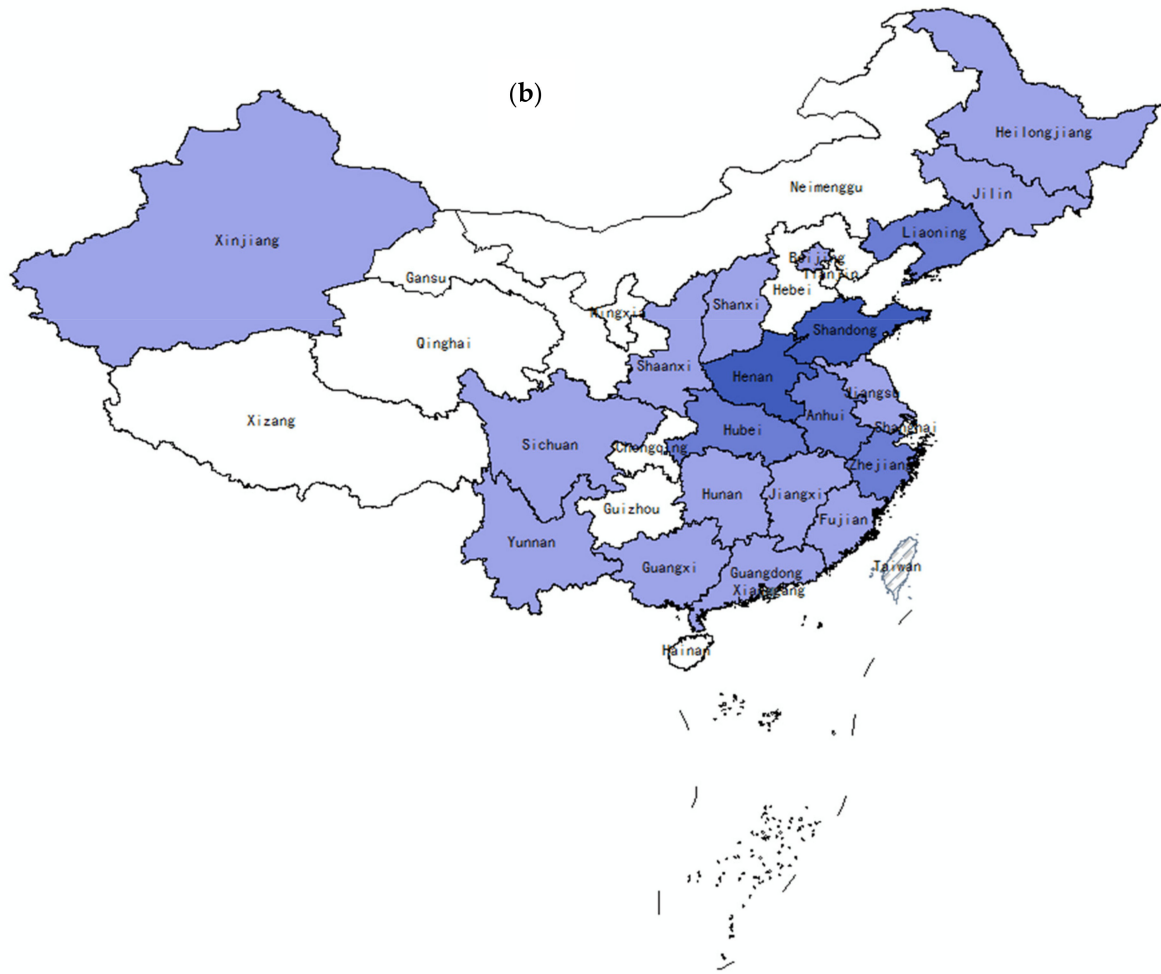 (b)
Heilongjiang
Neimenggu
Jilin
Liaoning
Xinjiang
Beijing
Tianjin
Gansu
Hebei
Shanxi
Ningxia
Shandong
Qinghai
Shaanxi
Henan
Jiangsu
Xizang
Anhui
Hubei
Shanghai
Sichuan
Chongqing
Zhejiang
Hunan
Jiangxi
Guizhou
Fujian
Yunnan
Guangxi
Guangdong
Taiwan
Xianggang
Hainan